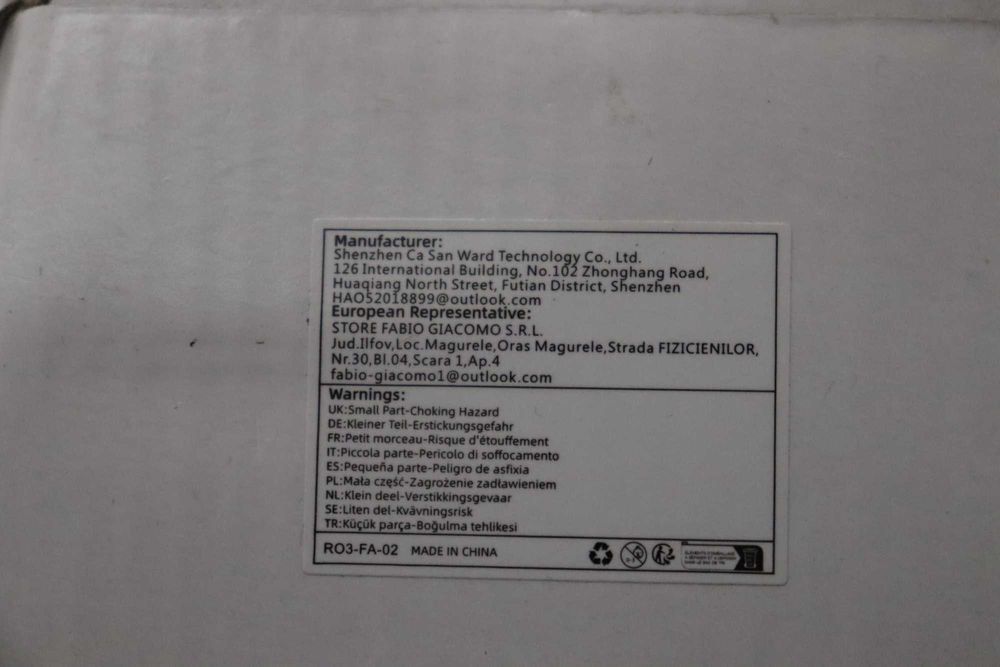 Manufacturer:
Shenzhen Ca San Ward Technology Co., Ltd.
126 International Building, No.102 Zhonghang Road,
Huaqiang North Street, Futian District, Shenzhen
HAO52018899@outlook.com
European Representative:
STORE FABIO GIACOMO S.R.L.
Jud.Ilfov,Loc.Magurele,Oras Magurele,Strada FIZICIENILOR,
Nr.30,Bl.04,Scara 1,Ap.4
fabio-giacomo1@outlook.com
Warnings:
UK:Small Part-Choking Hazard
DE:Kleiner Teil-Erstickungsgefahr
FR:Petit morceau-Risque d'étouffement
IT:Piccola parte-Pericolo di soffocamento
ES:Pequeña parte-Peligro de asfixia
PL:Mała część-Zagrożenie zadławieniem
NL:Klein deel-Verstikkingsgevaar
SE:Liten del-Kvävningsrisk
TR:Küçük parça-Boğulma tehlikesi
RO3-FA-02 MADE IN CHINA
0-3
ÉLÉMENTS D'EMBALLAGE